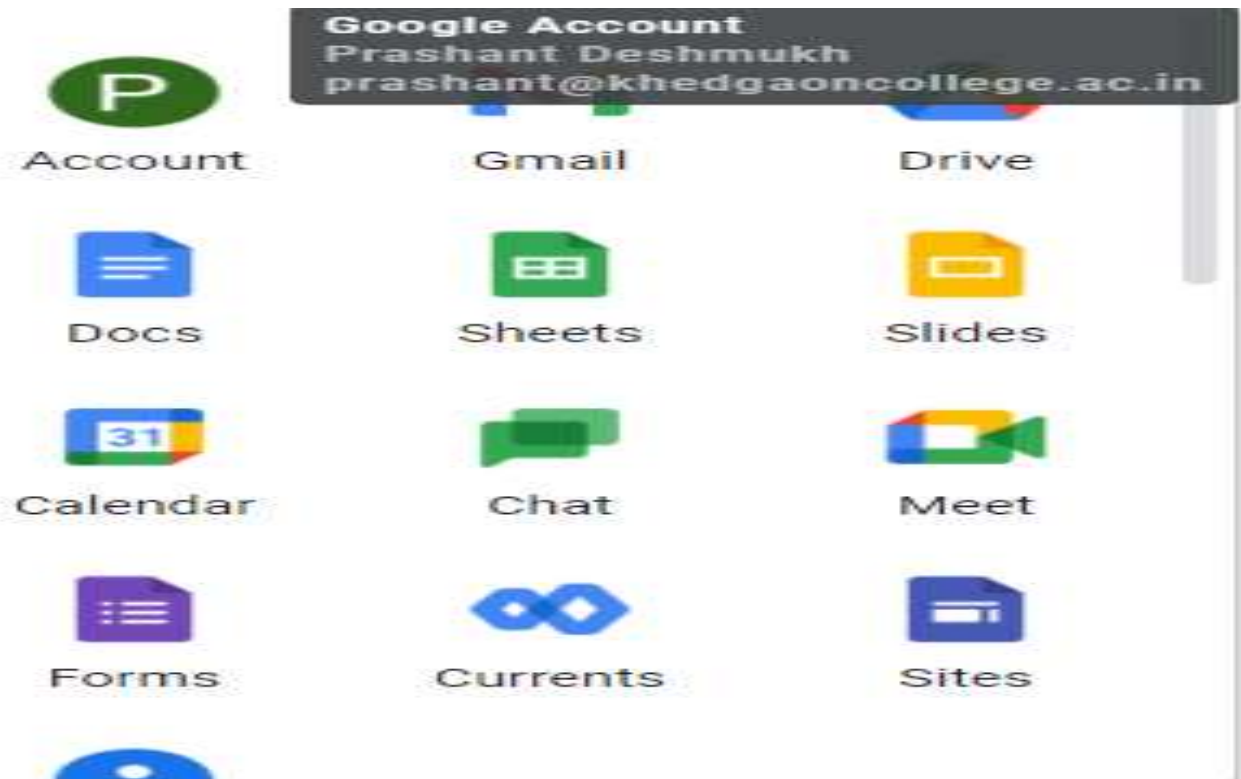 Google Account
Prashant Deshmukh
prashant@khedgaoncollege.ac.in
P
Account
Gmail
Drive
Docs
Sheets
Slides
31
Calendar
Chat
Meet
Forms
Currents
Sites